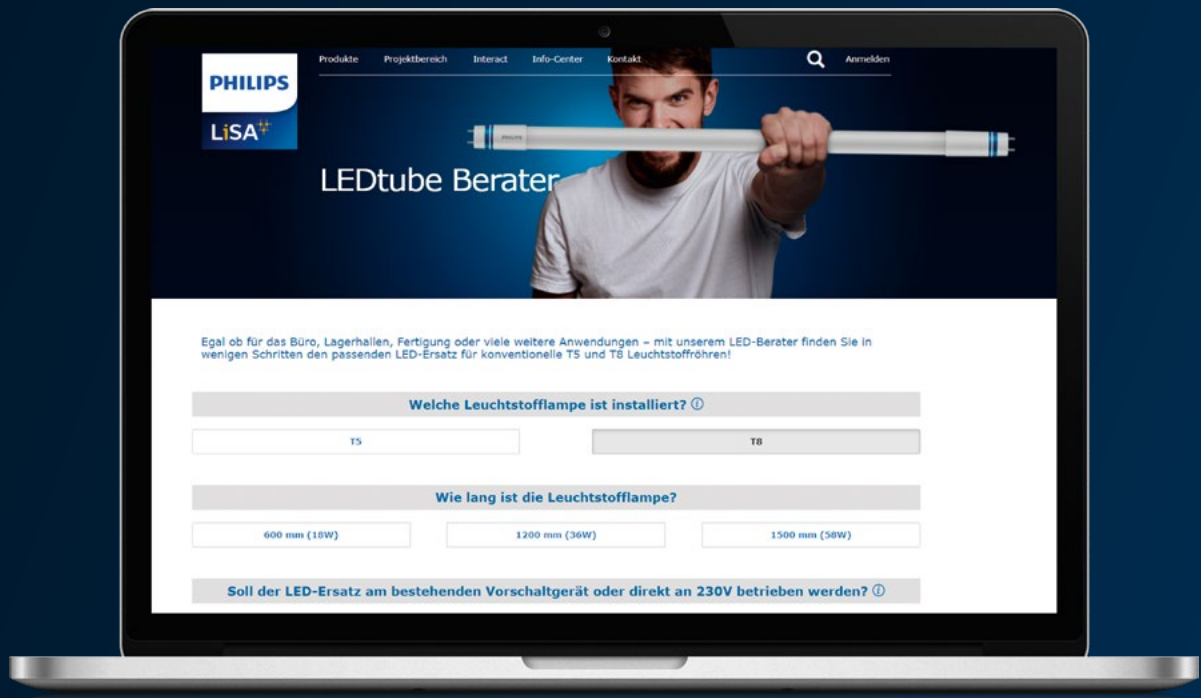 Produkte Projektbereich Interact Info-Center Kontakt Anmelden
PHILIPS
LiSA
PHILIPS
LEDtube Berater
Egal ob für das Büro, Lagerhallen, Fertigung oder viele weitere Anwendungen – mit unserem LED-Berater finden Sie in
wenigen Schritten den passenden LED-Ersatz für konventionelle T5 und T8 Leuchtstoffröhren!
Welche Leuchtstofflampe ist installiert? i
T5 T8
Wie lang ist die Leuchtstofflampe?
600 mm (18W) 1200 mm (36W) 1500 mm (58W)
Soll der LED-Ersatz am bestehenden Vorschaltgerät oder direkt an 230V betrieben werden? i